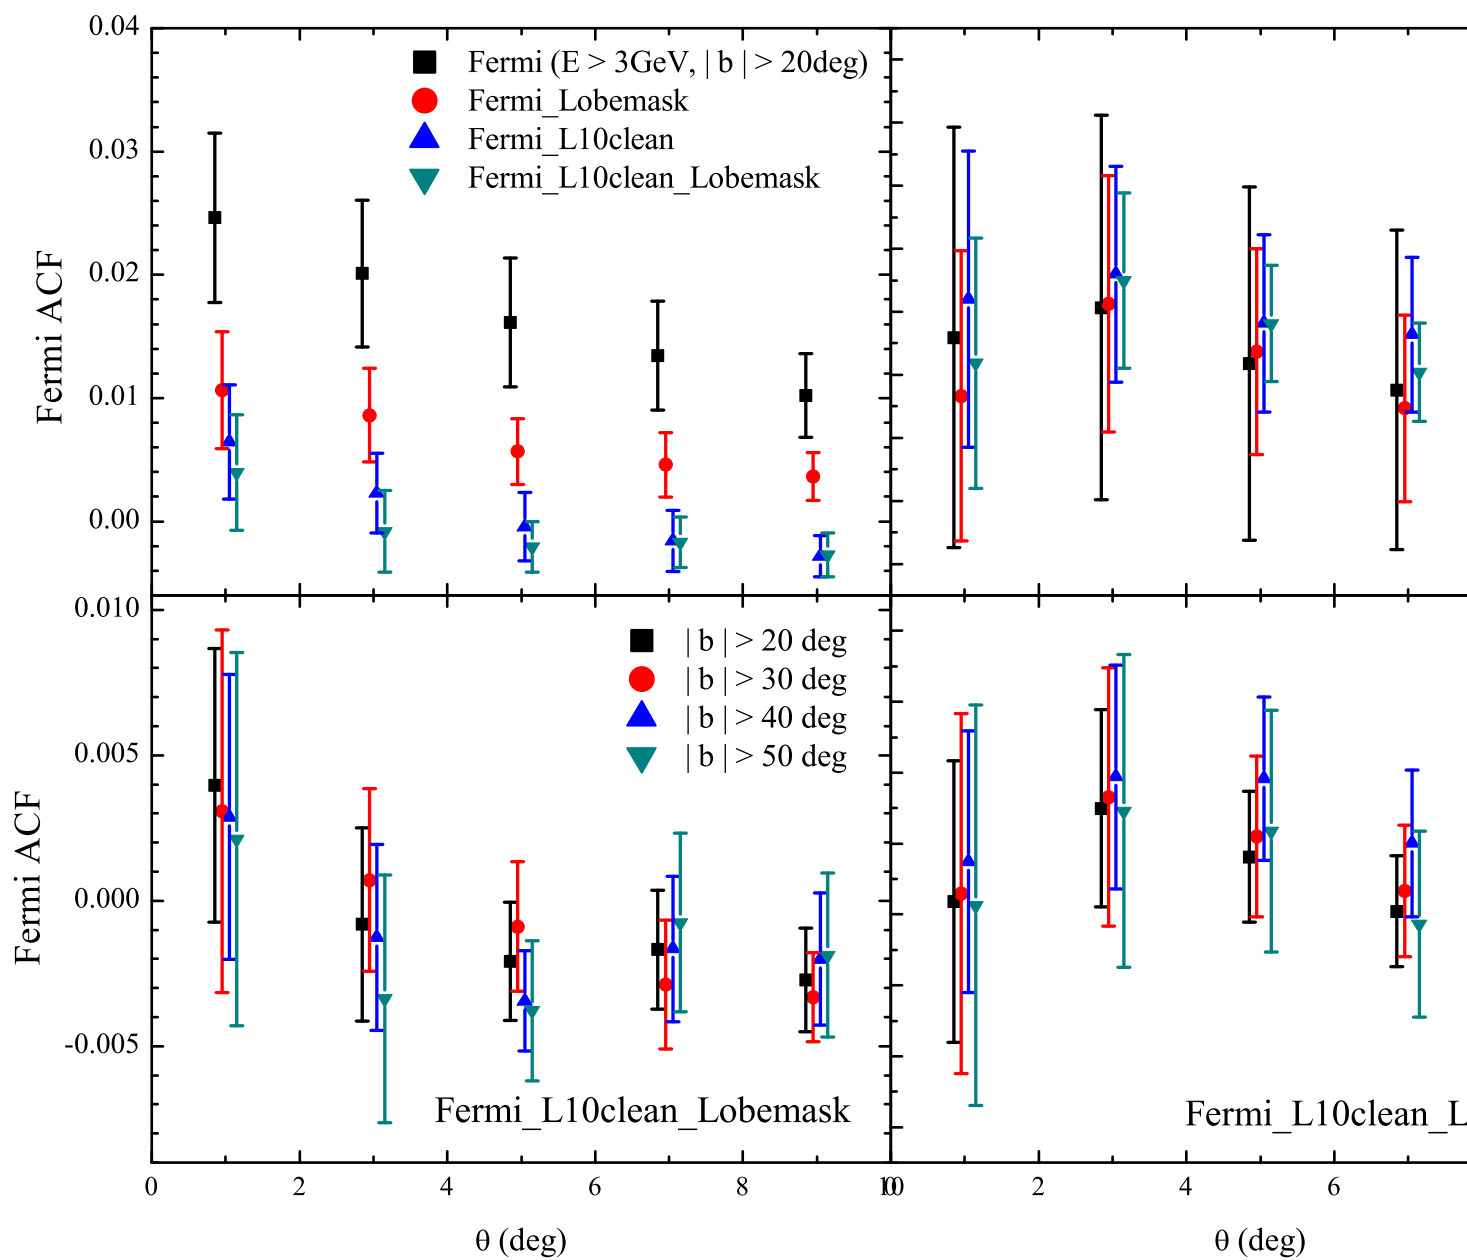 0.04
0.03
0.02
0.01
0.00
Fermi ACF
Fermi (E > 3GeV, | b | > 20deg)
Fermi_Lobemask
Fermi_L10clean
Fermi_L10clean_Lobemask
0.010
0.005
0.000
-0.005
Fermi ACF
| b | > 20 deg
| b | > 30 deg
| b | > 40 deg
| b | > 50 deg
Fermi_L10clean_Lobemask
Fermi_L10clean_L
0 2 4 6 8 10
0 2 4 6
θ (deg)
θ (deg)